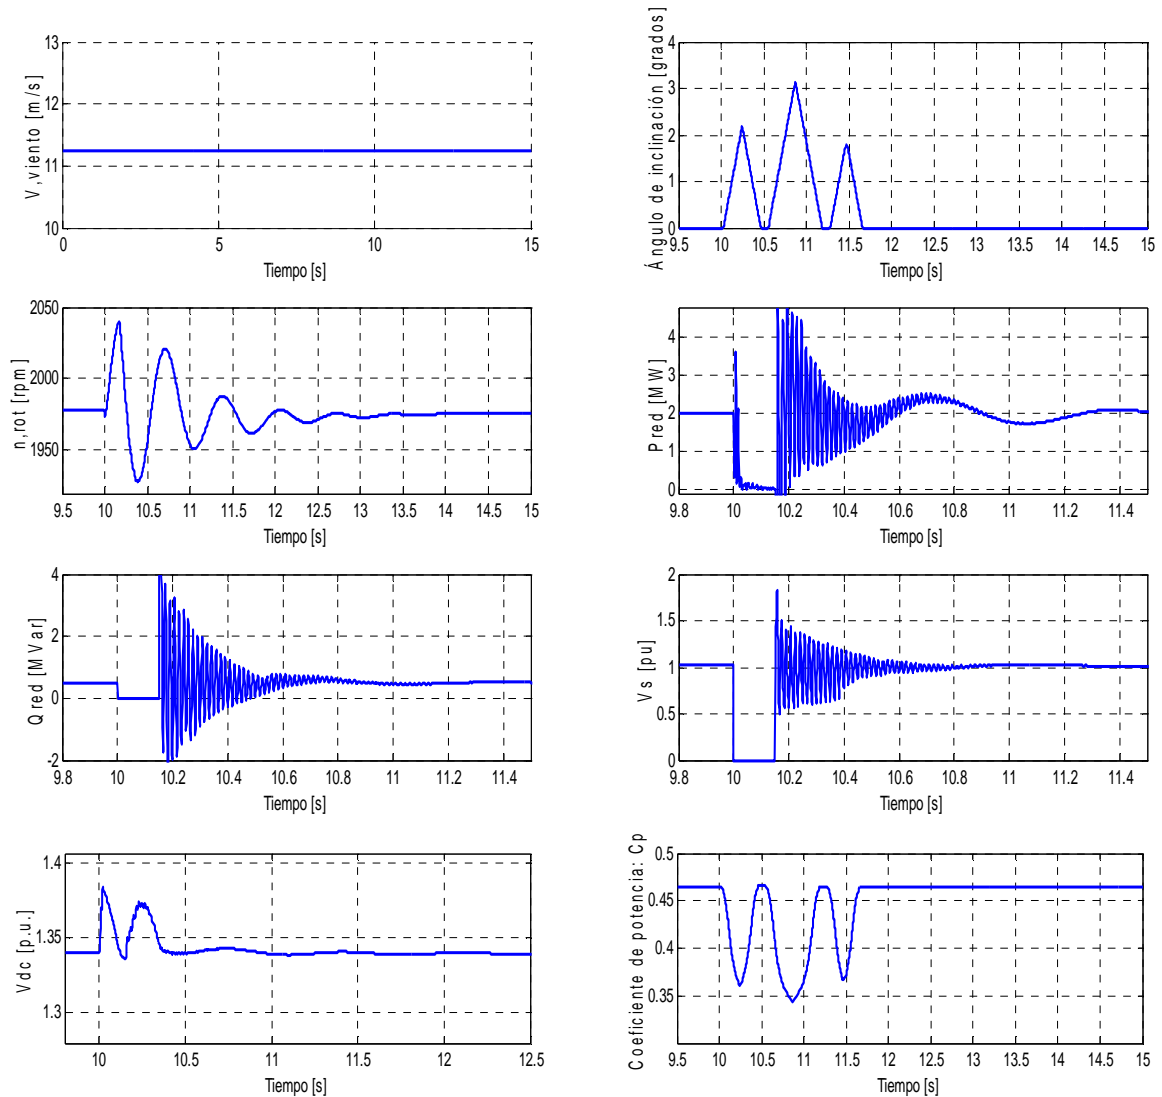 V,viento [m/s]
13
12
11
10
0 5 10 15
Tiempo [s]
Ángulo de inclinación [grados]
4
3
2
1
0
9.5 10 10.5 11 11.5 12 12.5 13 13.5 14 14.5 15
Tiempo [s]
n,rot [rpm]
2050
2000
1950
9.5 10 10.5 11 11.5 12 12.5 13 13.5 14 14.5 15
Tiempo [s]
Pred [MW]
4
3
2
1
0
9.8 10 10.2 10.4 10.6 10.8 11 11.2 11.4
Tiempo [s]
Qred [MVar]
4
2
0
-2
9.8 10 10.2 10.4 10.6 10.8 11 11.2 11.4
Tiempo [s]
Vs [pu]
2
1.5
1
0.5
0
9.8 10 10.2 10.4 10.6 10.8 11 11.2 11.4
Tiempo [s]
Vdc [p.u.]
1.4
1.35
1.3
10 10.5 11 11.5 12 12.5
Tiempo [s]
Coeficiente de potencia: Cp
0.5
0.45
0.4
0.35
9.5 10 10.5 11 11.5 12 12.5 13 13.5 14 14.5 15
Tiempo [s]